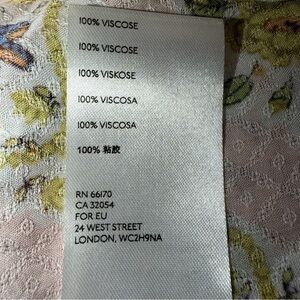 100% VISCOSE
100% VISCOSE
100% VISKOSE
100% VISCOSA
100% VISCOSA
100% 粘胶
RN 66170
CA 32054
FOR EU
24 WEST STREET
LONDON, WC2H9NA